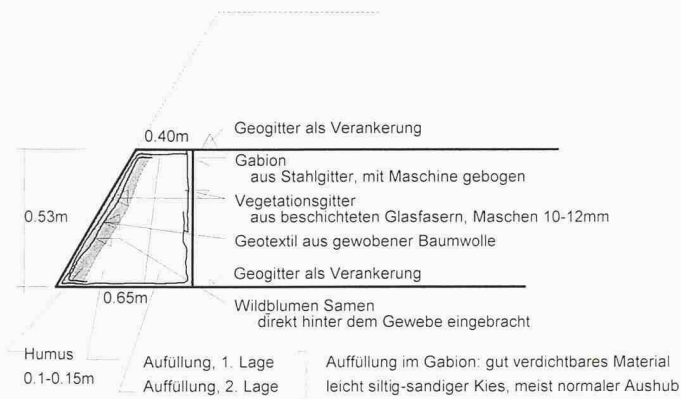 0.40m
Geogitter als Verankerung
Gabion
aus Stahlgitter, mit Maschine gebogen
Vegetationsgitter
aus beschichteten Glasfasern, Maschen 10-12mm
0.53m
Geotextil aus gewobener Baumwolle
Geogitter als Verankerung
0.65m
Wildblumen Samen
direkt hinter dem Gewebe eingebracht
Humus
0.1-0.15m
Aufüllung, 1. Lage
Auffüllung, 2. Lage
Auffüllung im Gabion: gut verdichtbares Material
leicht siltig-sandiger Kies, meist normaler Aushub